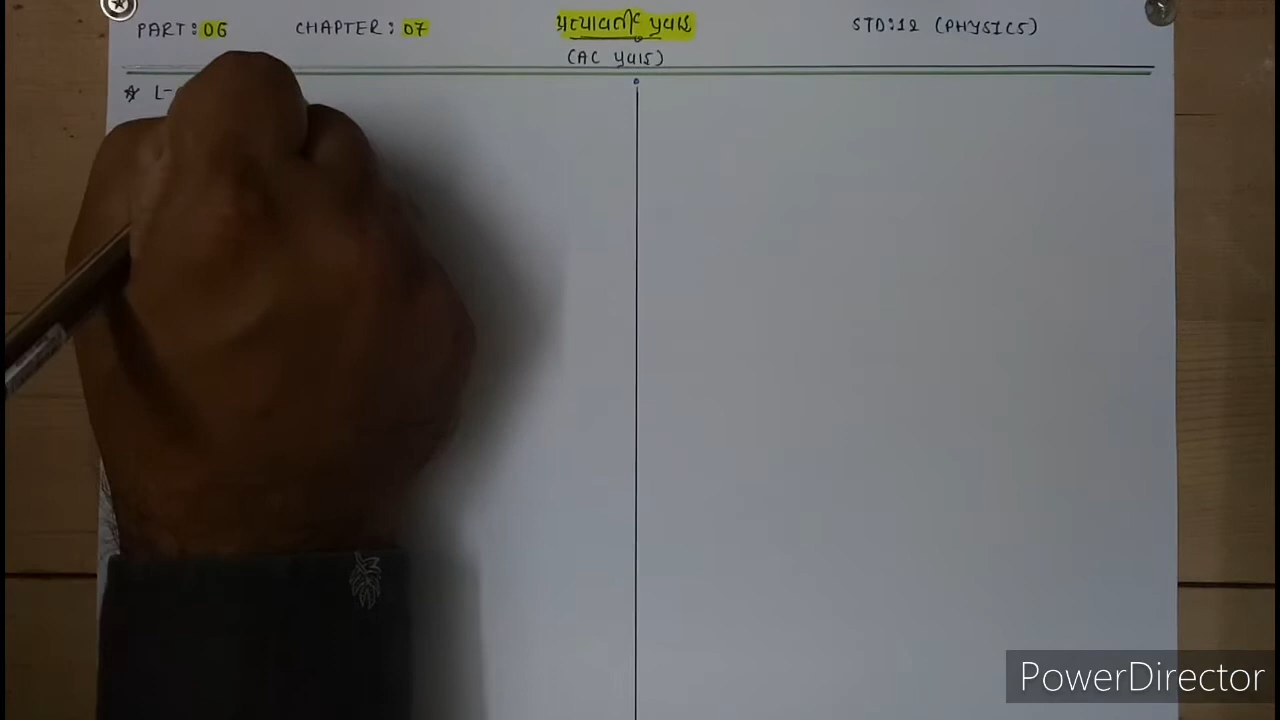 PART: 06 CHAPTER: 07 પ્રત્યાવર્તી પ્રવાહ STD:12 (PHYSICS)
(AC પ્રવાહ)
☆ L-
PowerDirector